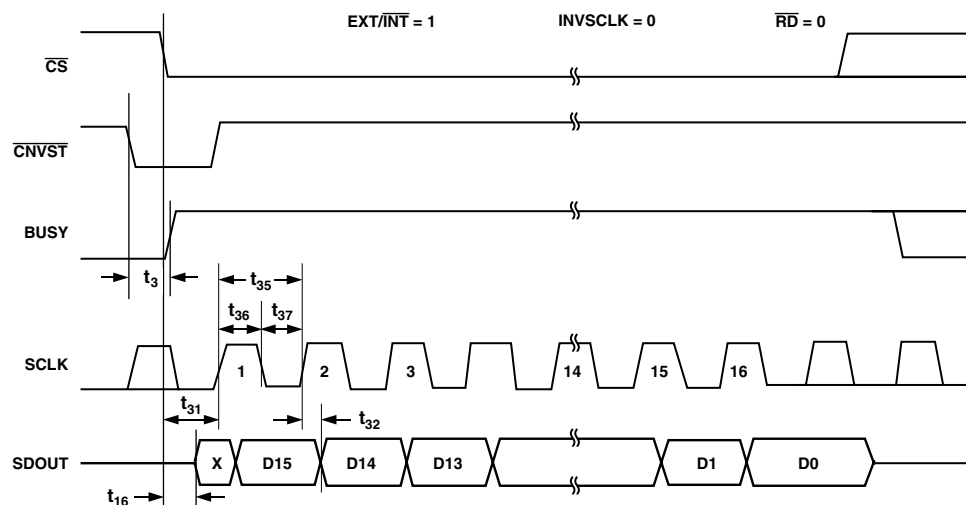 EXT/INT = 1 INVSCLK = 0 RD = 0
CS
CNVST
BUSY
t3
t35
t36 t37
SCLK
1 2 3 14 15 16
t31
t32
SDOUT
X D15 D14 D13 D1 D0
t16